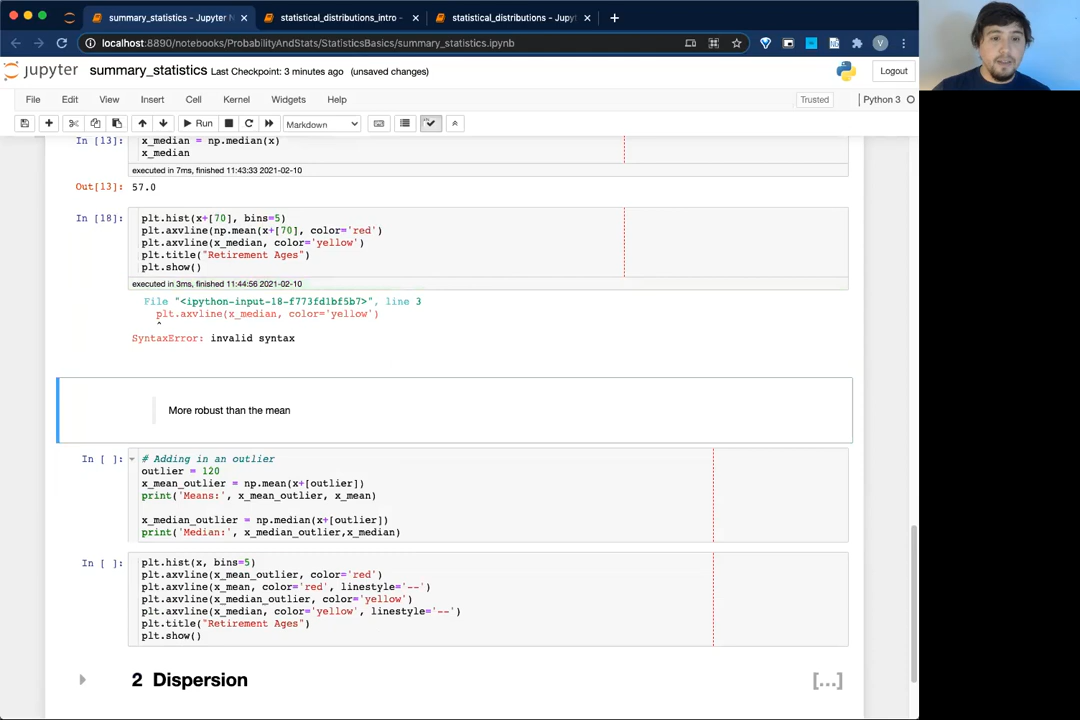 summary_statistics - Jupyter N
statistical_distributions_intro -
statistical_distributions - Jupyt
localhost:8890/notebooks/ProbabilityAndStats/StatisticsBasics/summary_statistics.ipynb
V
jupyter summary_statistics Last Checkpoint: 3 minutes ago (unsaved changes)
Logout
File Edit View Insert Cell Kernel Widgets Help
Trusted
Python 3
Run
Markdown
In [13]: x_median = np.median(x)
x_median
executed in 7ms, finished 11:43:33 2021-02-10
Out[13]: 57.0
In [18]: plt.hist(x+[70], bins=5)
plt.axvline(np.mean(x+[70], color='red')
plt.axvline(x_median, color='yellow')
plt.title("Retirement Ages")
plt.show()
executed in 3ms, finished 11:44:56 2021-02-10
File "<ipython-input-18-f773fd1bf5b7>", line 3
plt.axvline(x_median, color='yellow')
^
SyntaxError: invalid syntax
More robust than the mean
In [ ]: # Adding in an outlier
outlier = 120
x_mean_outlier = np.mean(x+[outlier])
print('Means:', x_mean_outlier, x_mean)
x_median_outlier = np.median(x+[outlier])
print('Median:', x_median_outlier,x_median)
In [ ]: plt.hist(x, bins=5)
plt.axvline(x_mean_outlier, color='red')
plt.axvline(x_mean, color='red', linestyle='--')
plt.axvline(x_median_outlier, color='yellow')
plt.axvline(x_median, color='yellow', linestyle='--')
plt.title("Retirement Ages")
plt.show()
2 Dispersion
[...]